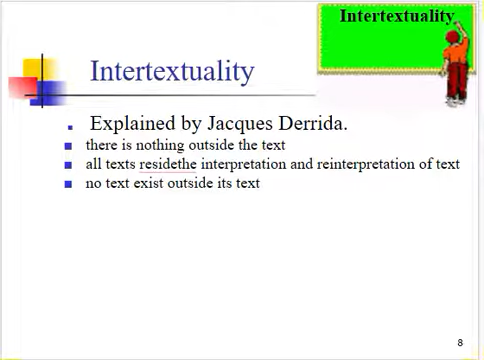 Intertextuality
Intertextuality
Explained by Jacques Derrida.
there is nothing outside the text
all texts residethe interpretation and reinterpretation of text
no text exist outside its text
8